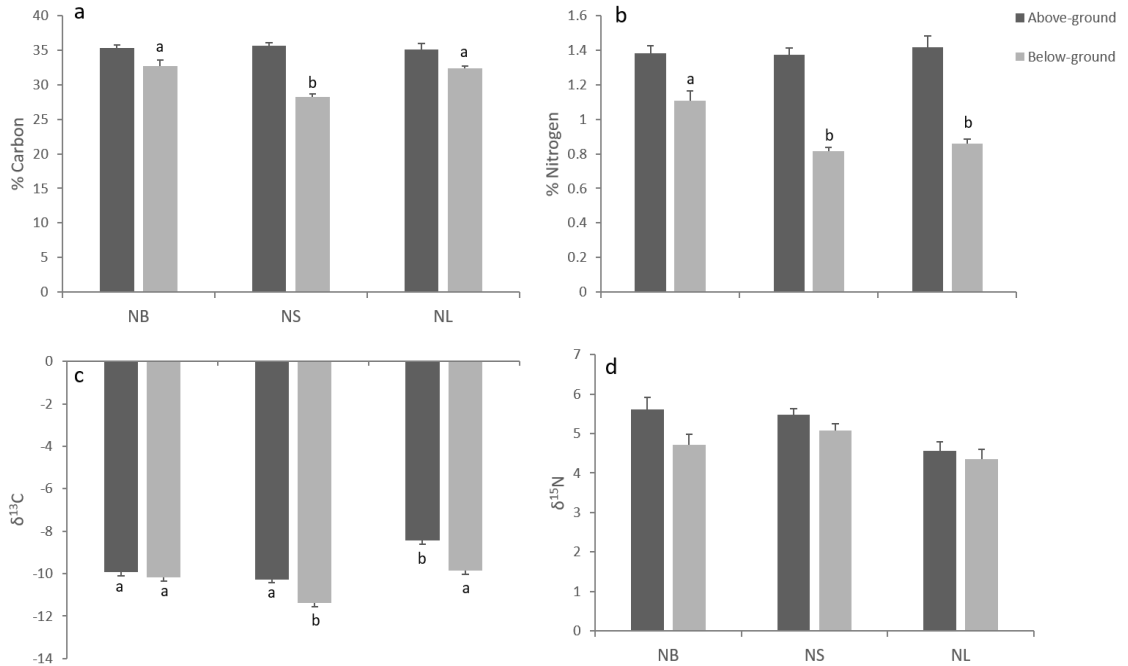 a
% Carbon
40
35
30
25
20
15
10
5
0
a
b
a
NB
NS
NL
b
% Nitrogen
1.6
1.4
1.2
1
0.8
0.6
0.4
0.2
0
a
b
b
Above-ground
Below-ground
c
δ¹³C
0
-2
-4
-6
-8
-10
-12
-14
a
a
a
b
b
a
d
δ¹⁵N
7
6
5
4
3
2
1
0
NB
NS
NL